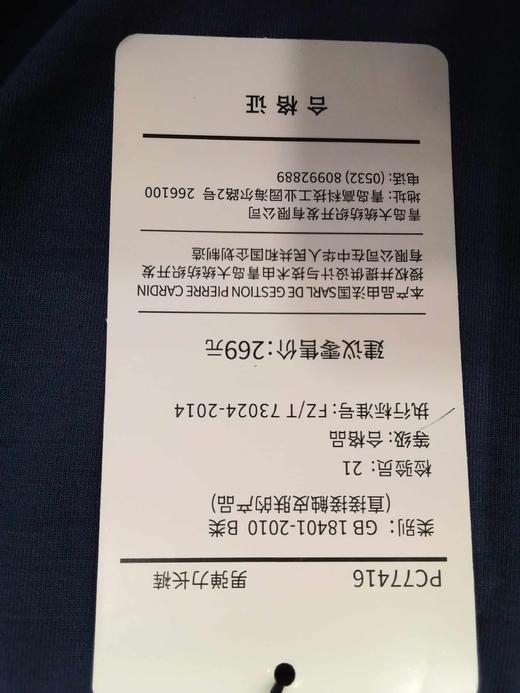 PC77416 男弹力长裤
类别: GB 18401-2010 B类
(直接接触皮肤的产品)
检验员: 21
等级: 合格品
执行标准号: FZ/T 73024-2014
建议零售价:269元
本产品由法国 SARL DE GESTION PIERRE CARDIN
授权并提供设计与技术由青岛大统纺织开发
有限公司在中华人民共和国企划制造
青岛大统纺织开发有限公司
地址: 青岛高科技工业园海尔路2号 266100
电话: (0532) 80992889
合格证